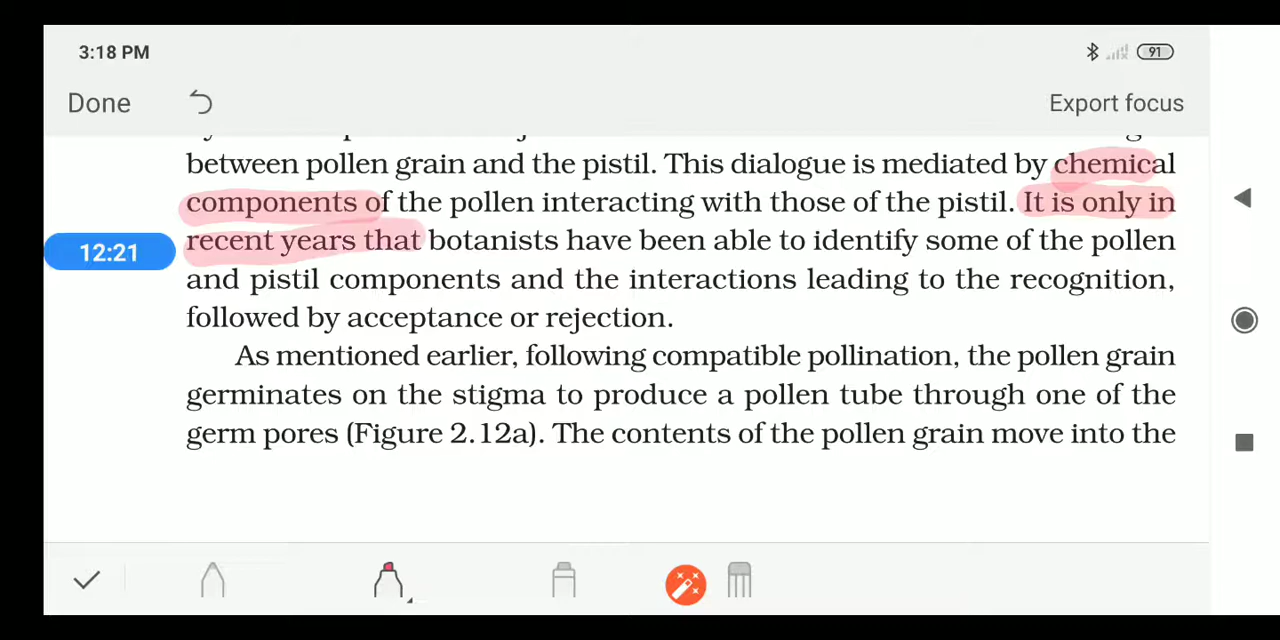 3:18 PM
91
Done
Export focus
between pollen grain and the pistil. This dialogue is mediated by chemical
components of the pollen interacting with those of the pistil. It is only in
recent years that botanists have been able to identify some of the pollen
12:21
and pistil components and the interactions leading to the recognition,
followed by acceptance or rejection.
As mentioned earlier, following compatible pollination, the pollen grain
germinates on the stigma to produce a pollen tube through one of the
germ pores (Figure 2.12a). The contents of the pollen grain move into the